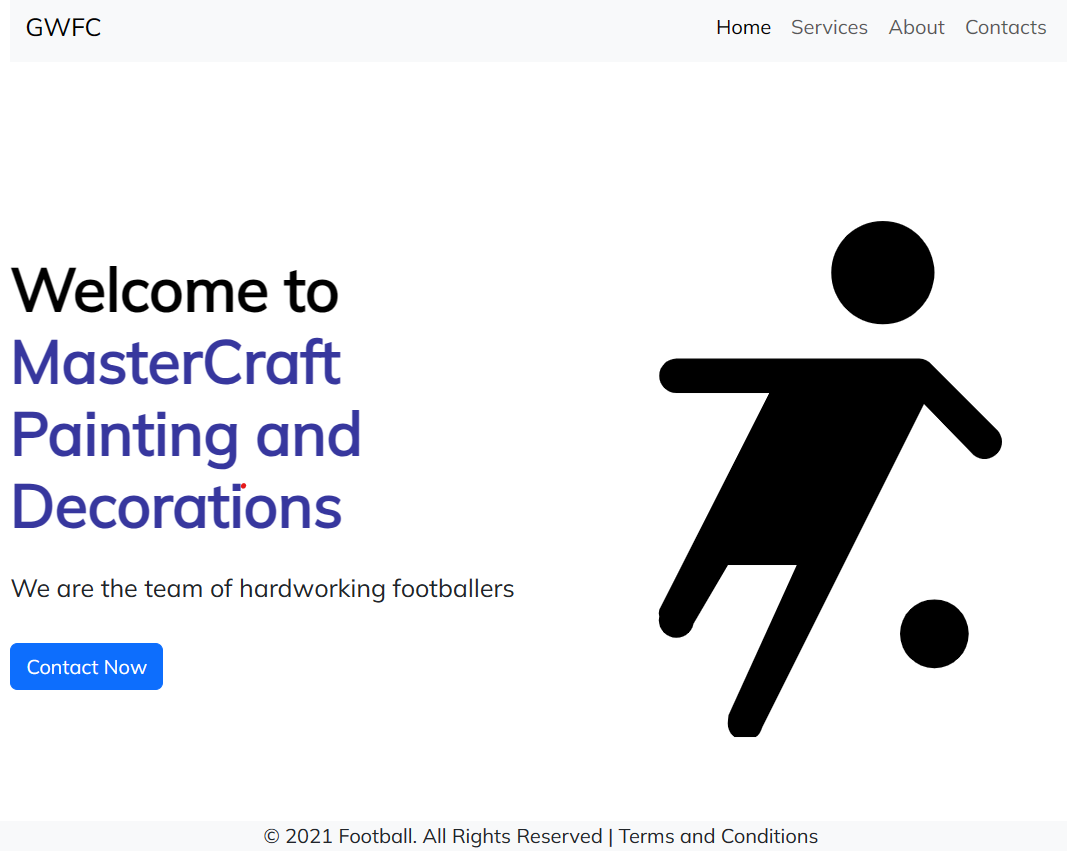 GWFC
Home Services About Contacts
Welcome to
MasterCraft
Painting and
Decorations
We are the team of hardworking footballers
Contact Now
© 2021 Football. All Rights Reserved | Terms and Conditions